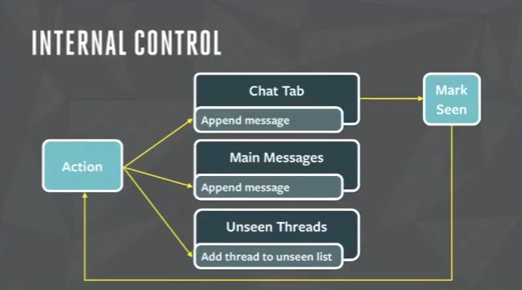 INTERNAL CONTROL
Chat Tab
Append message
Mark
Seen
Action
Main Messages
Append message
Unseen Threads
Add thread to unseen list